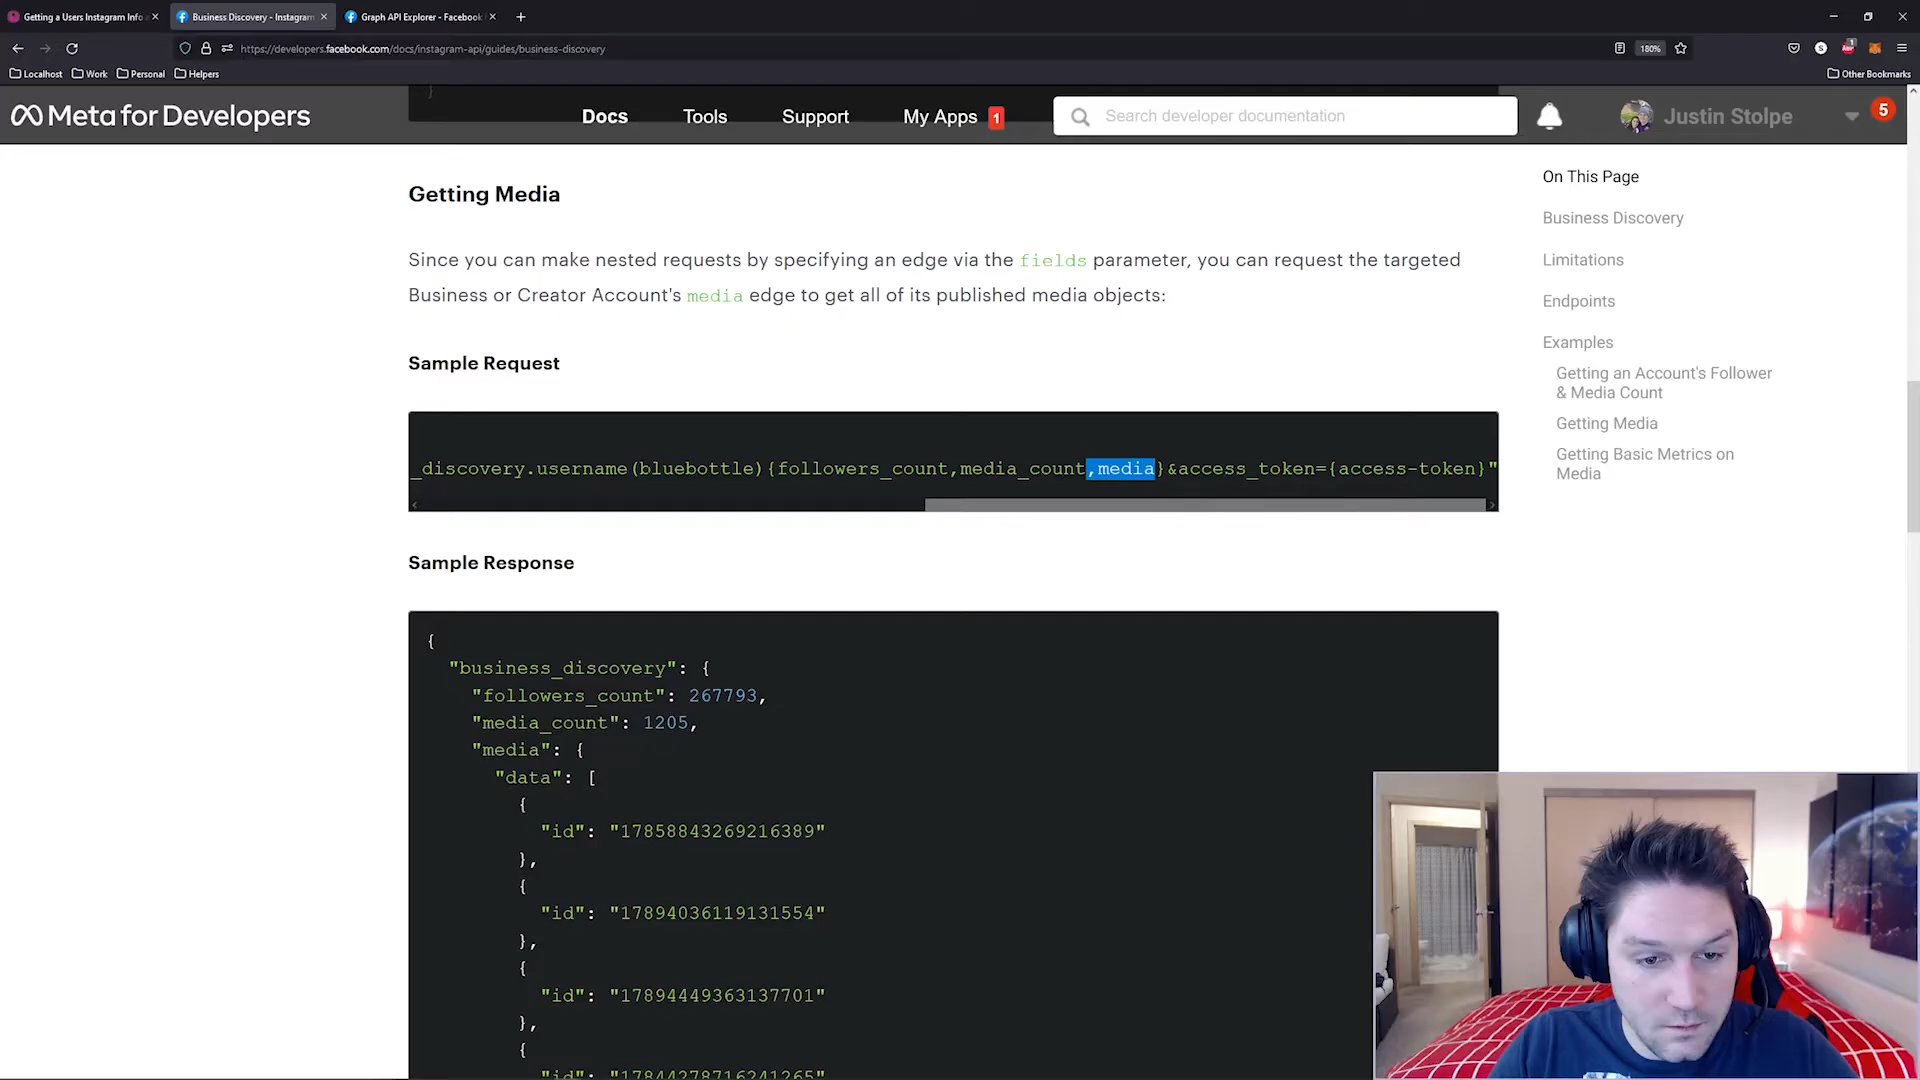 Getting a Users Instagram Info
Business Discovery - Instagram
Graph API Explorer - Facebook
https://developers.facebook.com/docs/instagram-api/guides/business-discovery
180%
Localhost
Work
Personal
Helpers
Other Bookmarks
}
Meta for Developers
Docs
Tools
Support
My Apps
1
Search developer documentation
Justin Stolpe
5
Getting Media
Since you can make nested requests by specifying an edge via the fields parameter, you can request the targeted
Business or Creator Account's media edge to get all of its published media objects:
Sample Request
_discovery.username(bluebottle){followers_count,media_count,media}&access_token={access-token}"
Sample Response
{
"business_discovery": {
"followers_count": 267793,
"media_count": 1205,
"media": {
"data": [
{
"id": "17858843269216389"
},
{
"id": "17894036119131554"
},
{
"id": "17894449363137701"
},
{
"id": "17844278716241265"
On This Page
Business Discovery
Limitations
Endpoints
Examples
Getting an Account's Follower
& Media Count
Getting Media
Getting Basic Metrics on
Media